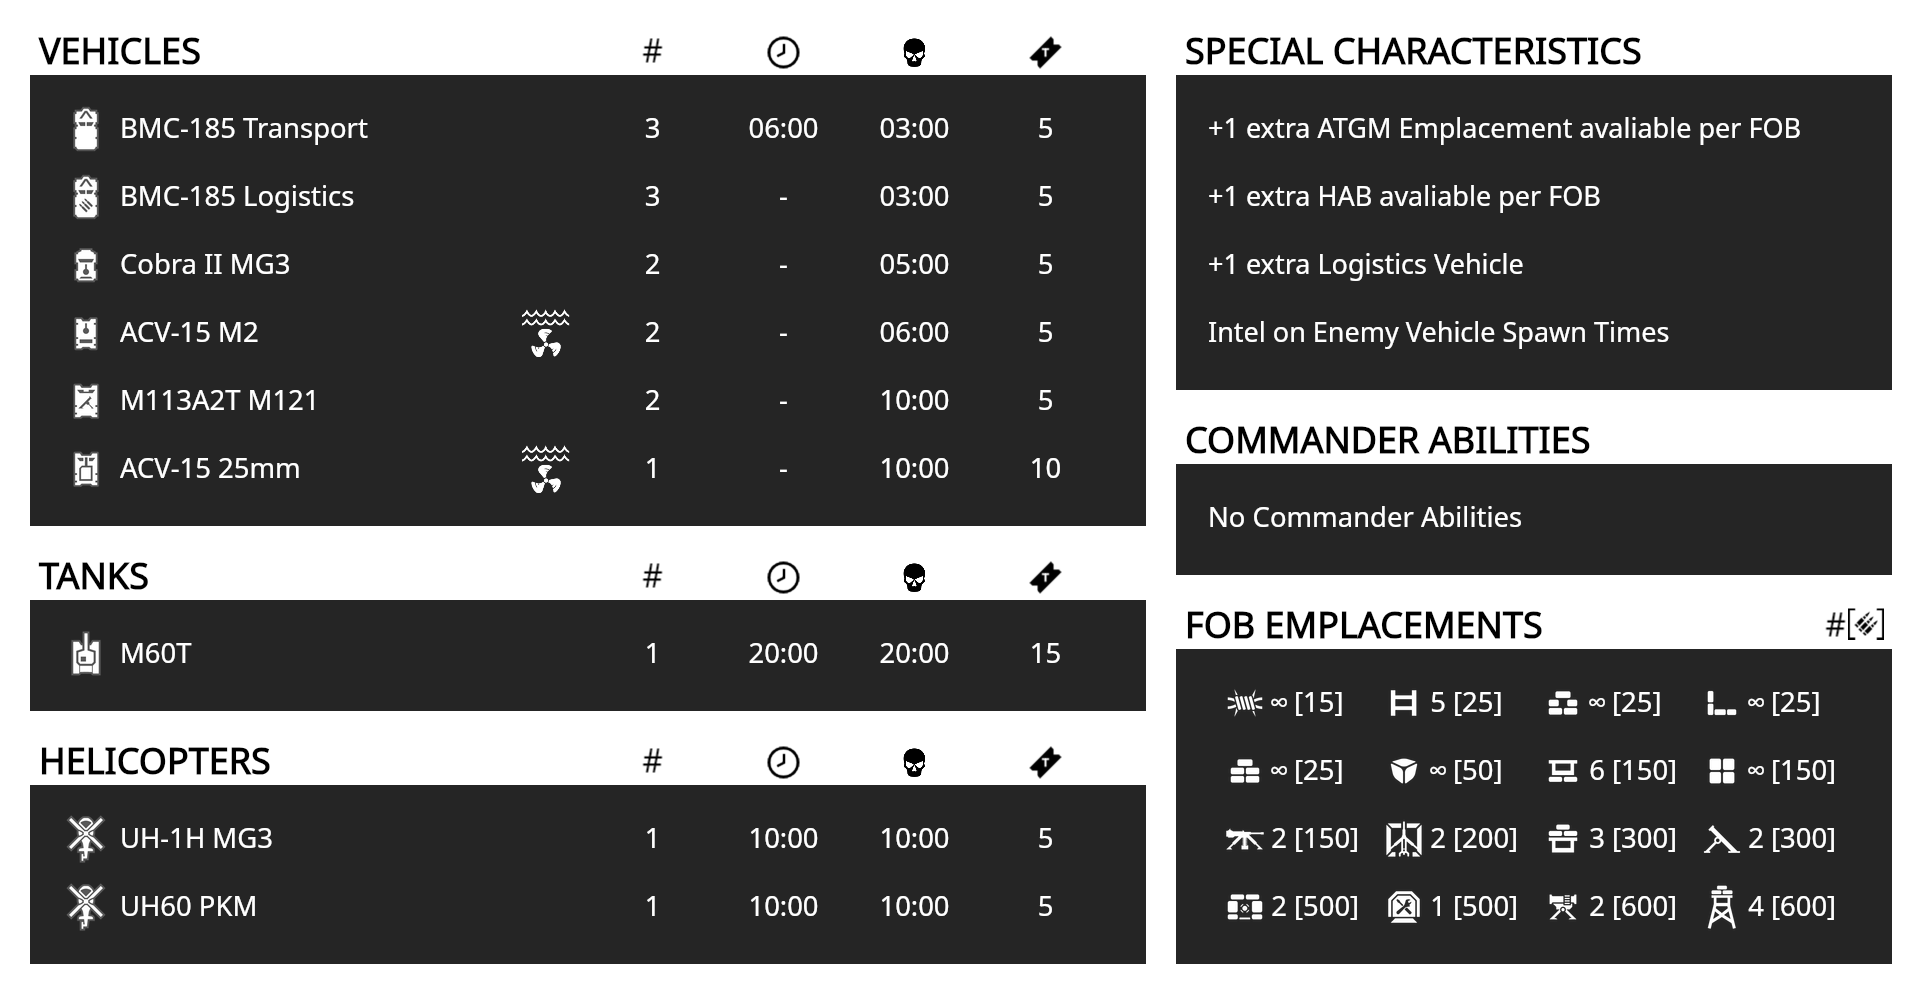 VEHICLES #
BMC-185 Transport 3 06:00 03:00 5
BMC-185 Logistics 3 - 03:00 5
Cobra II MG3 2 - 05:00 5
ACV-15 M2 2 - 06:00 5
M113A2T M121 2 - 10:00 5
ACV-15 25mm 1 - 10:00 10
TANKS #
M60T 1 20:00 20:00 15
HELICOPTERS #
UH-1H MG3 1 10:00 10:00 5
UH60 PKM 1 10:00 10:00 5
SPECIAL CHARACTERISTICS
+1 extra ATGM Emplacement avaliable per FOB
+1 extra HAB avaliable per FOB
+1 extra Logistics Vehicle
Intel on Enemy Vehicle Spawn Times
COMMANDER ABILITIES
No Commander Abilities
FOB EMPLACEMENTS #[]
∞ [15] 5 [25] ∞ [25] ∞ [25]
∞ [25] ∞ [50] 6 [150] ∞ [150]
2 [150] 2 [200] 3 [300] 2 [300]
2 [500] 1 [500] 2 [600] 4 [600]